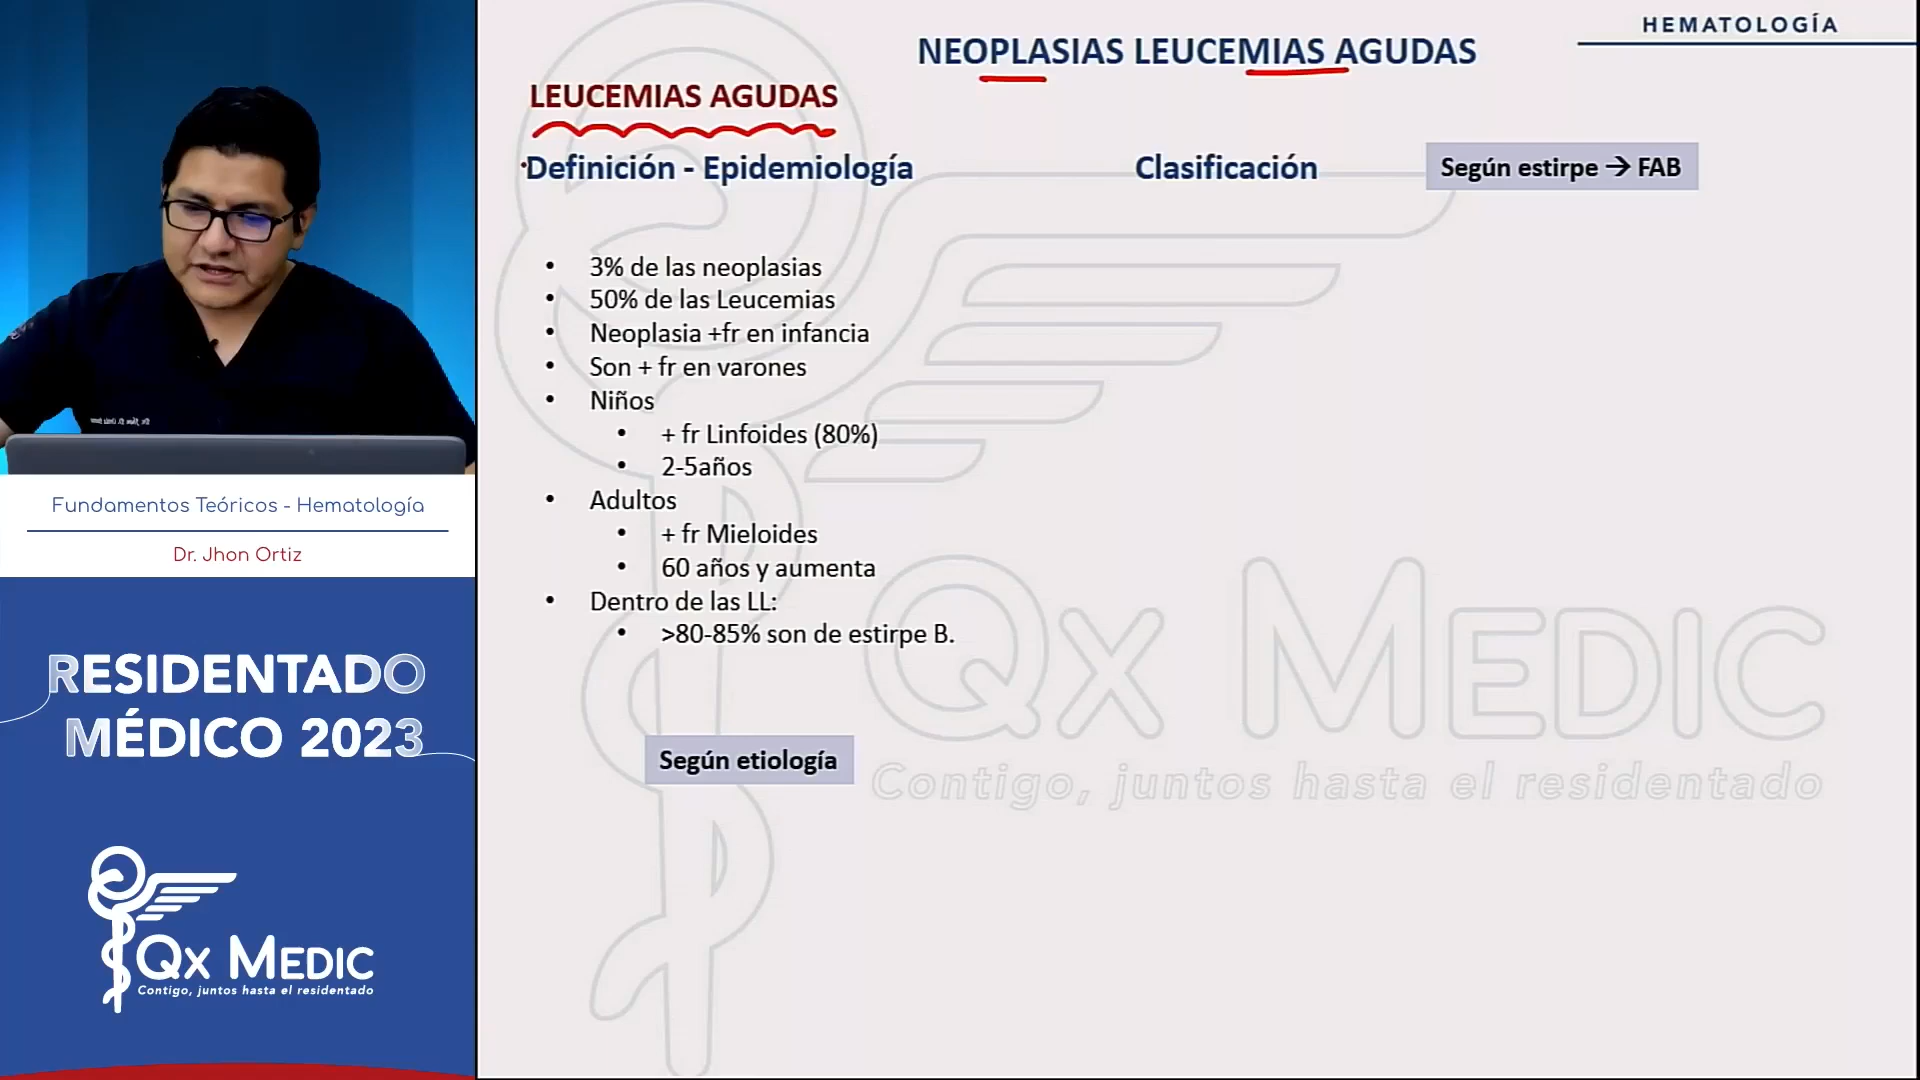 HEMATOLOGÍA
NEOPLASIAS LEUCEMIAS AGUDAS
LEUCEMIAS AGUDAS
Definición - Epidemiología
Clasificación
Según estirpe → FAB
• 3% de las neoplasias
• 50% de las Leucemias
• Neoplasia +fr en infancia
• Son + fr en varones
• Niños
• + fr Linfoides (80%)
• 2-5años
• Adultos
• + fr Mieloides
• 60 años y aumenta
• Dentro de las LL:
• >80-85% son de estirpe B.
Según etiología
QX MEDIC
Contigo, juntos hasta el residentado
Fundamentos Teóricos - Hematología
Dr. Jhon Ortiz
RESIDENTADO
MÉDICO 2023
QX MEDIC
Contigo, juntos hasta el residentado